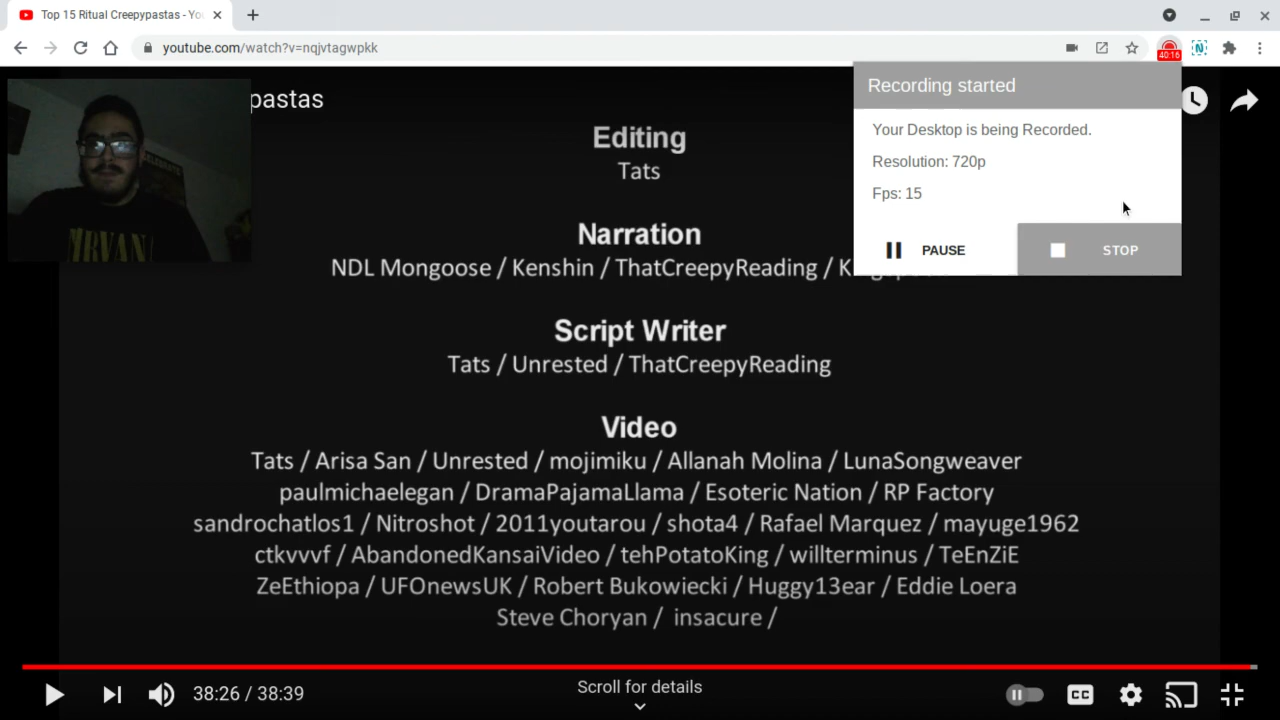 Top 15 Ritual Creepypastas - Yo
youtube.com/watch?v=nqjvtagwpkk
40:16
N
pastas
Recording started
Your Desktop is being Recorded.
Resolution: 720p
Fps: 15
PAUSE
STOP
NIRVANA
Editing
Tats
Narration
NDL Mongoose / Kenshin / ThatCreepyReading /
Script Writer
Tats / Unrested / ThatCreepyReading
Video
Tats / Arisa San / Unrested / mojimiku / Allanah Molina / LunaSongweaver
paulmichaelegan / DramaPajamaLlama / Esoteric Nation / RP Factory
sandrochatlos1 / Nitroshot / 2011youtarou / shota4 / Rafael Marquez / mayuge1962
ctkvvvf / AbandonedKansaiVideo / tehPotatoKing / willterminus / TeEnZiE
ZeEthiopa / UFOnewsUK / Robert Bukowiecki / Huggy13ear / Eddie Loera
Steve Choryan / insacure /
38:26 / 38:39
Scroll for details
CC